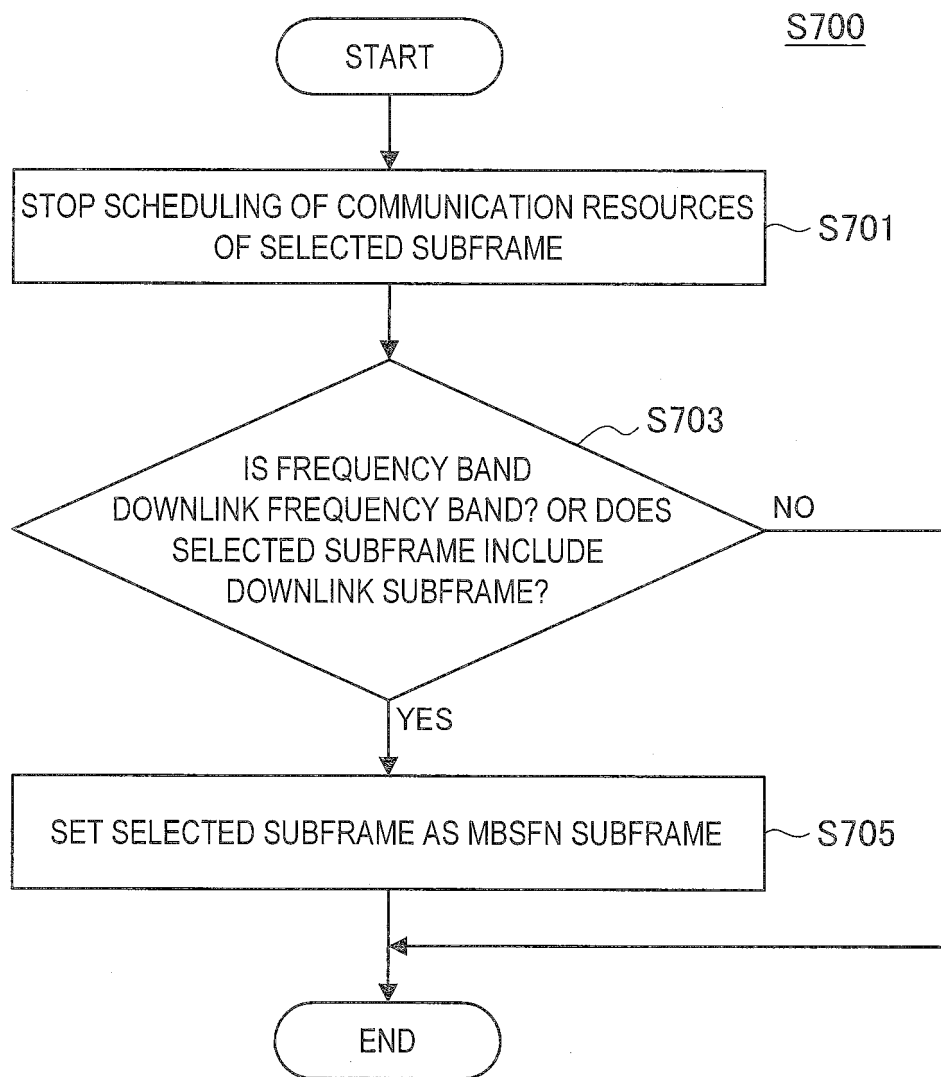 S700
START
STOP SCHEDULING OF COMMUNICATION RESOURCES
OF SELECTED SUBFRAME
S701
S703
IS FREQUENCY BAND
DOWNLINK FREQUENCY BAND? OR DOES
SELECTED SUBFRAME INCLUDE
DOWNLINK SUBFRAME?
NO
YES
SET SELECTED SUBFRAME AS MBSFN SUBFRAME
S705
END